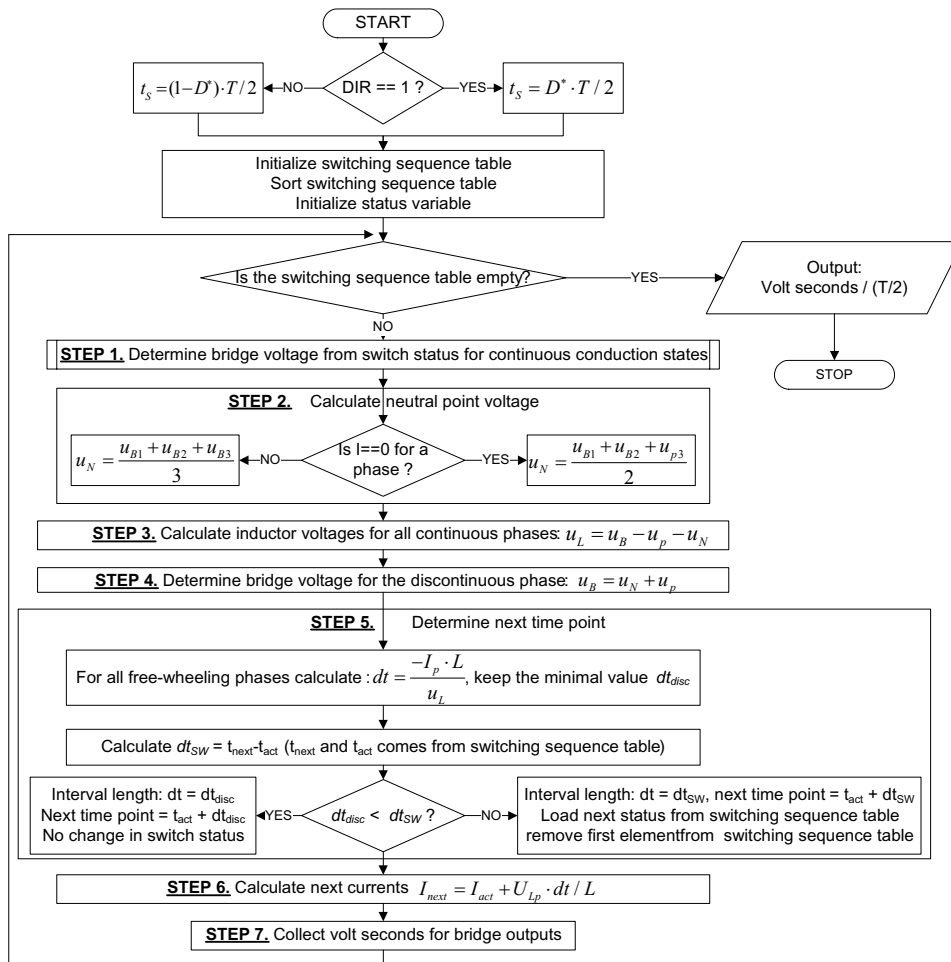 START
DIR == 1 ?
NO
YES
t_S = (1−D*)·T/2
t_S = D*·T/2
Initialize switching sequence table
Sort switching sequence table
Initialize status variable
Is the switching sequence table empty?
YES
Output:
Volt seconds / (T/2)
STOP
NO
STEP 1. Determine bridge voltage from switch status for continuous conduction states
STEP 2. Calculate neutral point voltage
Is I==0 for a
phase ?
NO
YES
u_N = (u_B1 + u_B2 + u_B3) / 3
u_N = (u_B1 + u_B2 + u_p3) / 2
STEP 3. Calculate inductor voltages for all continuous phases: u_L = u_B − u_p − u_N
STEP 4. Determine bridge voltage for the discontinuous phase: u_B = u_N + u_p
STEP 5. Determine next time point
For all free-wheeling phases calculate : dt = (−I_p · L) / u_L, keep the minimal value dt_disc
Calculate dt_SW = t_next-t_act (t_next and t_act comes from switching sequence table)
dt_disc < dt_SW ?
YES
NO
Interval length: dt = dt_disc
Next time point = t_act + dt_disc
No change in switch status
Interval length: dt = dt_SW, next time point = t_act + dt_SW
Load next status from switching sequence table
remove first elementfrom switching sequence table
STEP 6. Calculate next currents I_next = I_act + U_Lp · dt / L
STEP 7. Collect volt seconds for bridge outputs